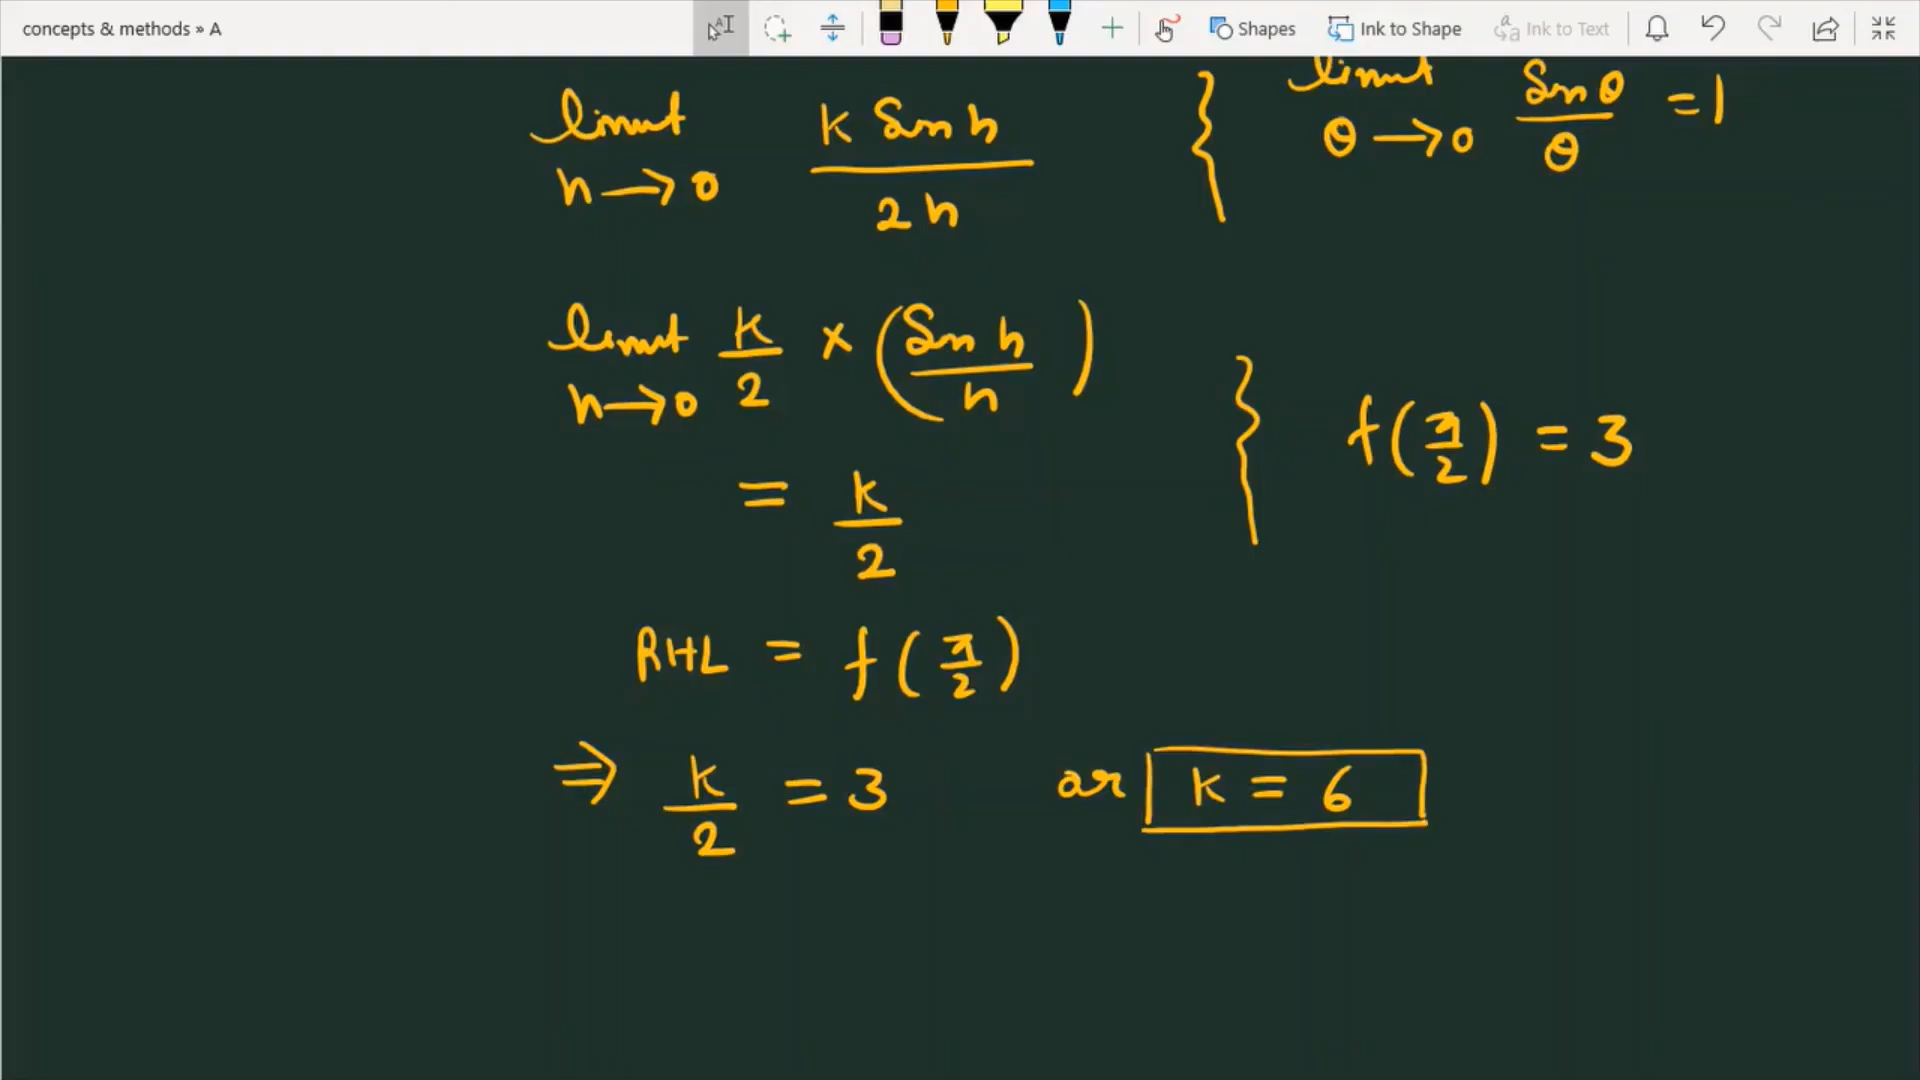 concepts & methods » A
Shapes
Ink to Shape
Ink to Text
limit h→0 k Sin h / 2h } limit θ→0 Sin θ / θ = 1
limit h→0 k/2 × (Sin h / h)
} f(π/2) = 3
= k/2
RHL = f(π/2)
⇒ k/2 = 3 or k = 6